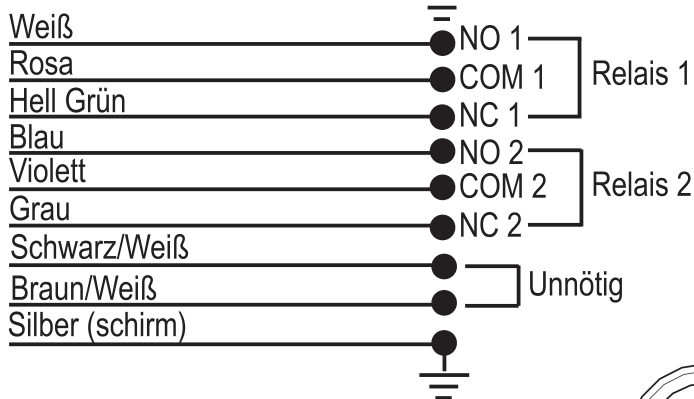 Weiß NO 1
Rosa COM 1 Relais 1
Hell Grün NC 1
Blau NO 2
Violett COM 2 Relais 2
Grau NC 2
Schwarz/Weiß
Braun/Weiß Unnötig
Silber (schirm)